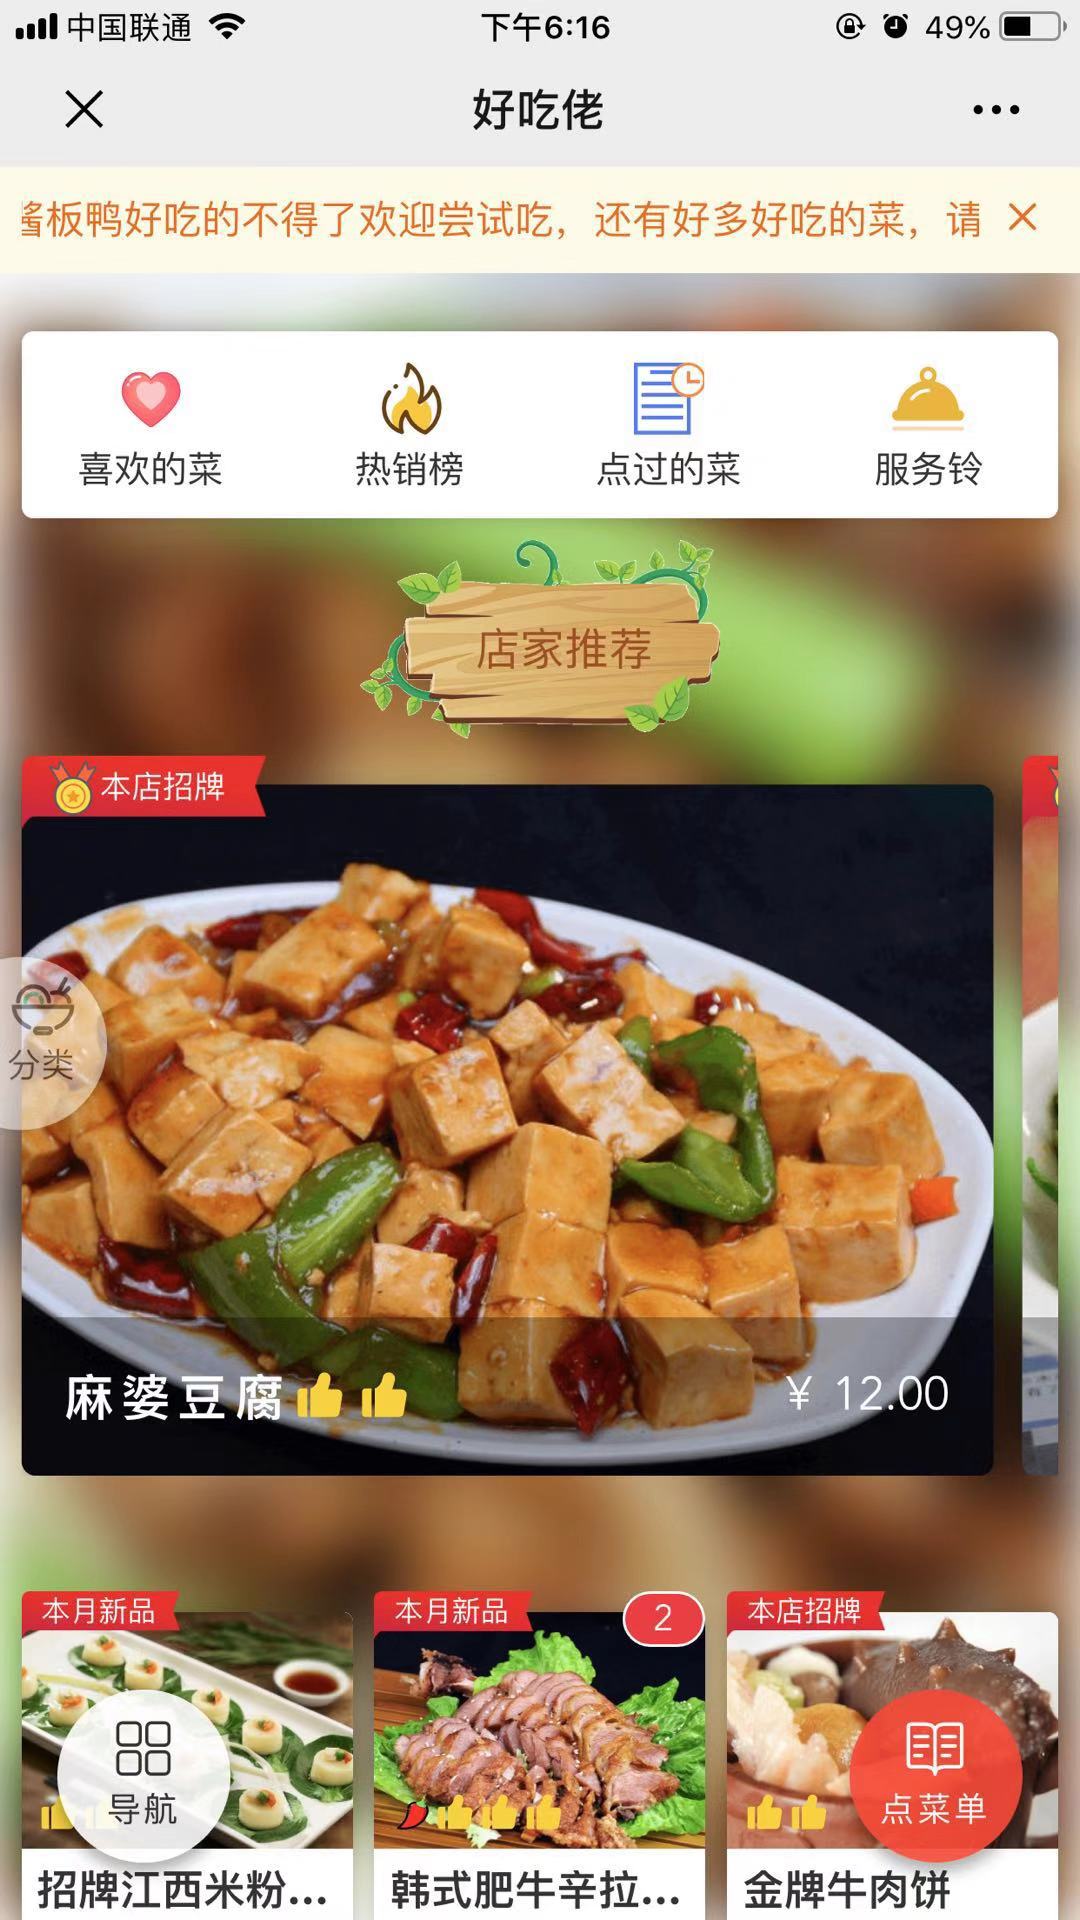 中国联通
下午6:16
49%
好吃佬
酱板鸭好吃的不得了欢迎尝试吃，还有好多好吃的菜，请
喜欢的菜
热销榜
点过的菜
服务铃
店家推荐
本店招牌
分类
麻婆豆腐
¥ 12.00
本月新品
本月新品
2
本店招牌
导航
点菜单
招牌江西米粉...
韩式肥牛辛拉...
金牌牛肉饼